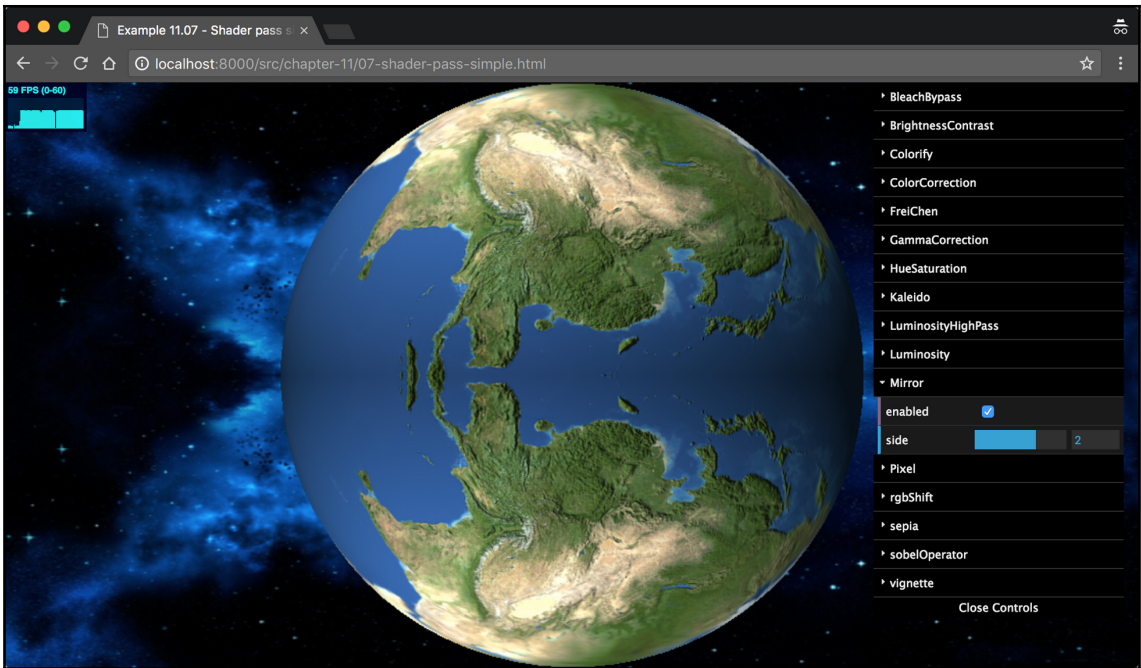 Example 11.07 - Shader pass s
localhost:8000/src/chapter-11/07-shader-pass-simple.html
59 FPS (0-60)
BleachBypass
BrightnessContrast
Colorify
ColorCorrection
FreiChen
GammaCorrection
HueSaturation
Kaleido
LuminosityHighPass
Luminosity
Mirror
enabled
side 2
Pixel
rgbShift
sepia
sobelOperator
vignette
Close Controls